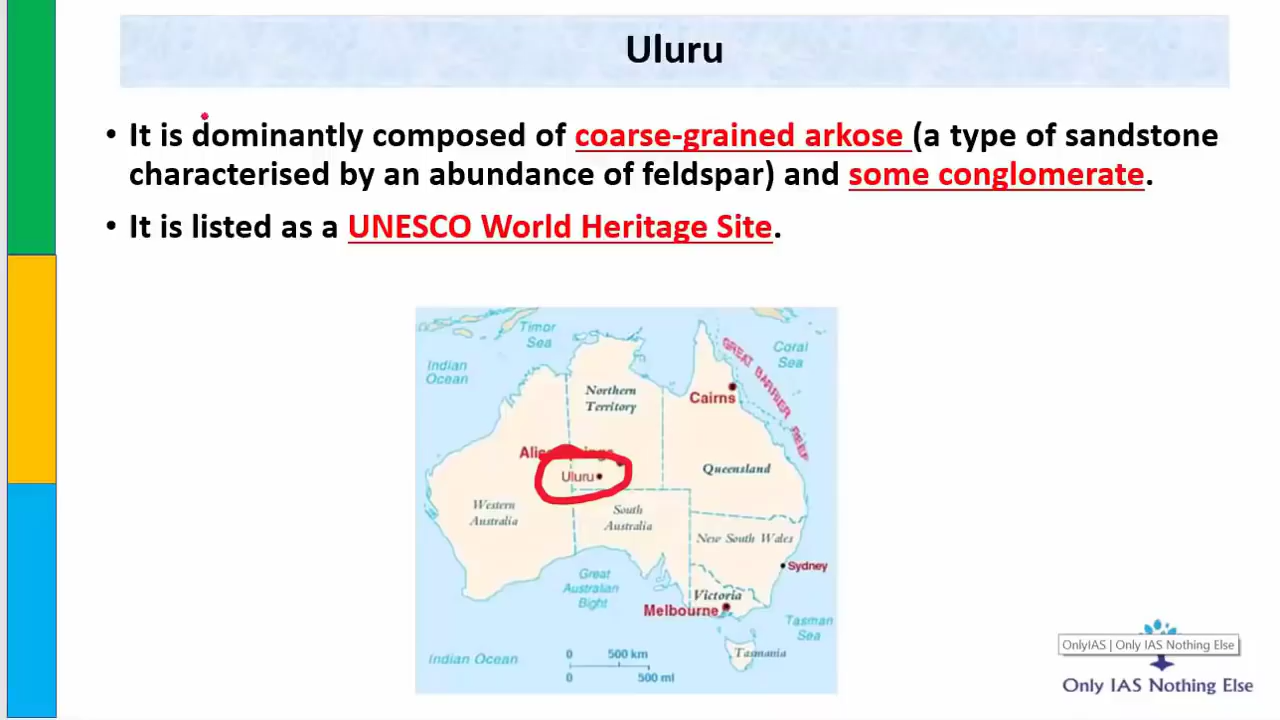 Uluru
• It is dominantly composed of coarse-grained arkose (a type of sandstone
characterised by an abundance of feldspar) and some conglomerate.
• It is listed as a UNESCO World Heritage Site.
Timor
Sea
Coral
Sea
Indian
Ocean
GREAT BARRIER REEF
Northern
Territory
Cairns
Uluru
Queensland
Western
Australia
South
Australia
New South Wales
Sydney
Great
Australian
Bight
Victoria
Melbourne
Tasman
Sea
Tasmania
Indian Ocean
0 500 km
0 500 ml
OnlyIAS | Only IAS Nothing Else
Only IAS Nothing Else